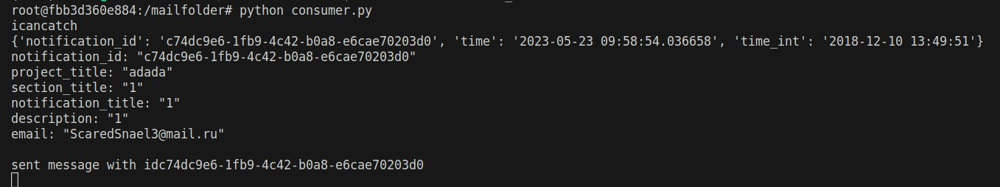 root@fbb3d360e884:/mailfolder# python consumer.py
icancatch
{'notification_id': 'c74dc9e6-1fb9-4c42-b0a8-e6cae70203d0', 'time': '2023-05-23 09:58:54.036658', 'time_int': '2018-12-10 13:49:51'}
notification_id: "c74dc9e6-1fb9-4c42-b0a8-e6cae70203d0"
project_title: "adada"
section_title: "1"
notification_title: "1"
description: "1"
email: "ScaredSnael3@mail.ru"
sent message with idc74dc9e6-1fb9-4c42-b0a8-e6cae70203d0